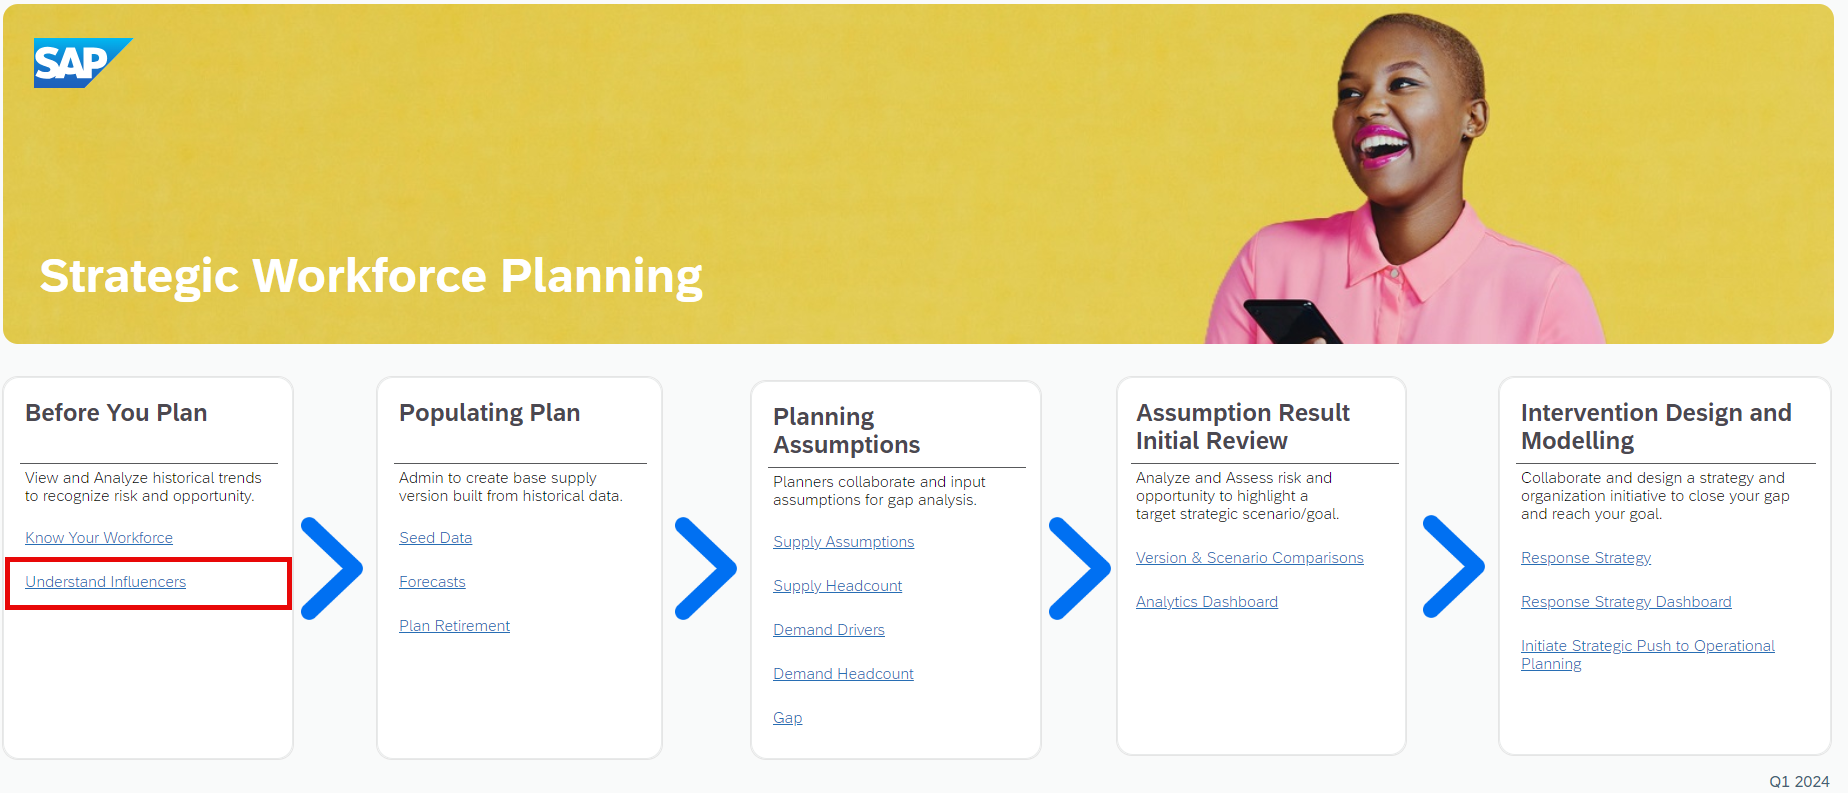 SAP
Strategic Workforce Planning
Before You Plan
View and Analyze historical trends
to recognize risk and opportunity.
Know Your Workforce
Understand Influencers
Populating Plan
Admin to create base supply
version built from historical data.
Seed Data
Forecasts
Plan Retirement
Planning
Assumptions
Planners collaborate and input
assumptions for gap analysis.
Supply Assumptions
Supply Headcount
Demand Drivers
Demand Headcount
Gap
Assumption Result
Initial Review
Analyze and Assess risk and
opportunity to highlight a
target strategic scenario/goal.
Version & Scenario Comparisons
Analytics Dashboard
Intervention Design and
Modelling
Collaborate and design a strategy and
organization initiative to close your gap
and reach your goal.
Response Strategy
Response Strategy Dashboard
Initiate Strategic Push to Operational
Planning
Q1 2024